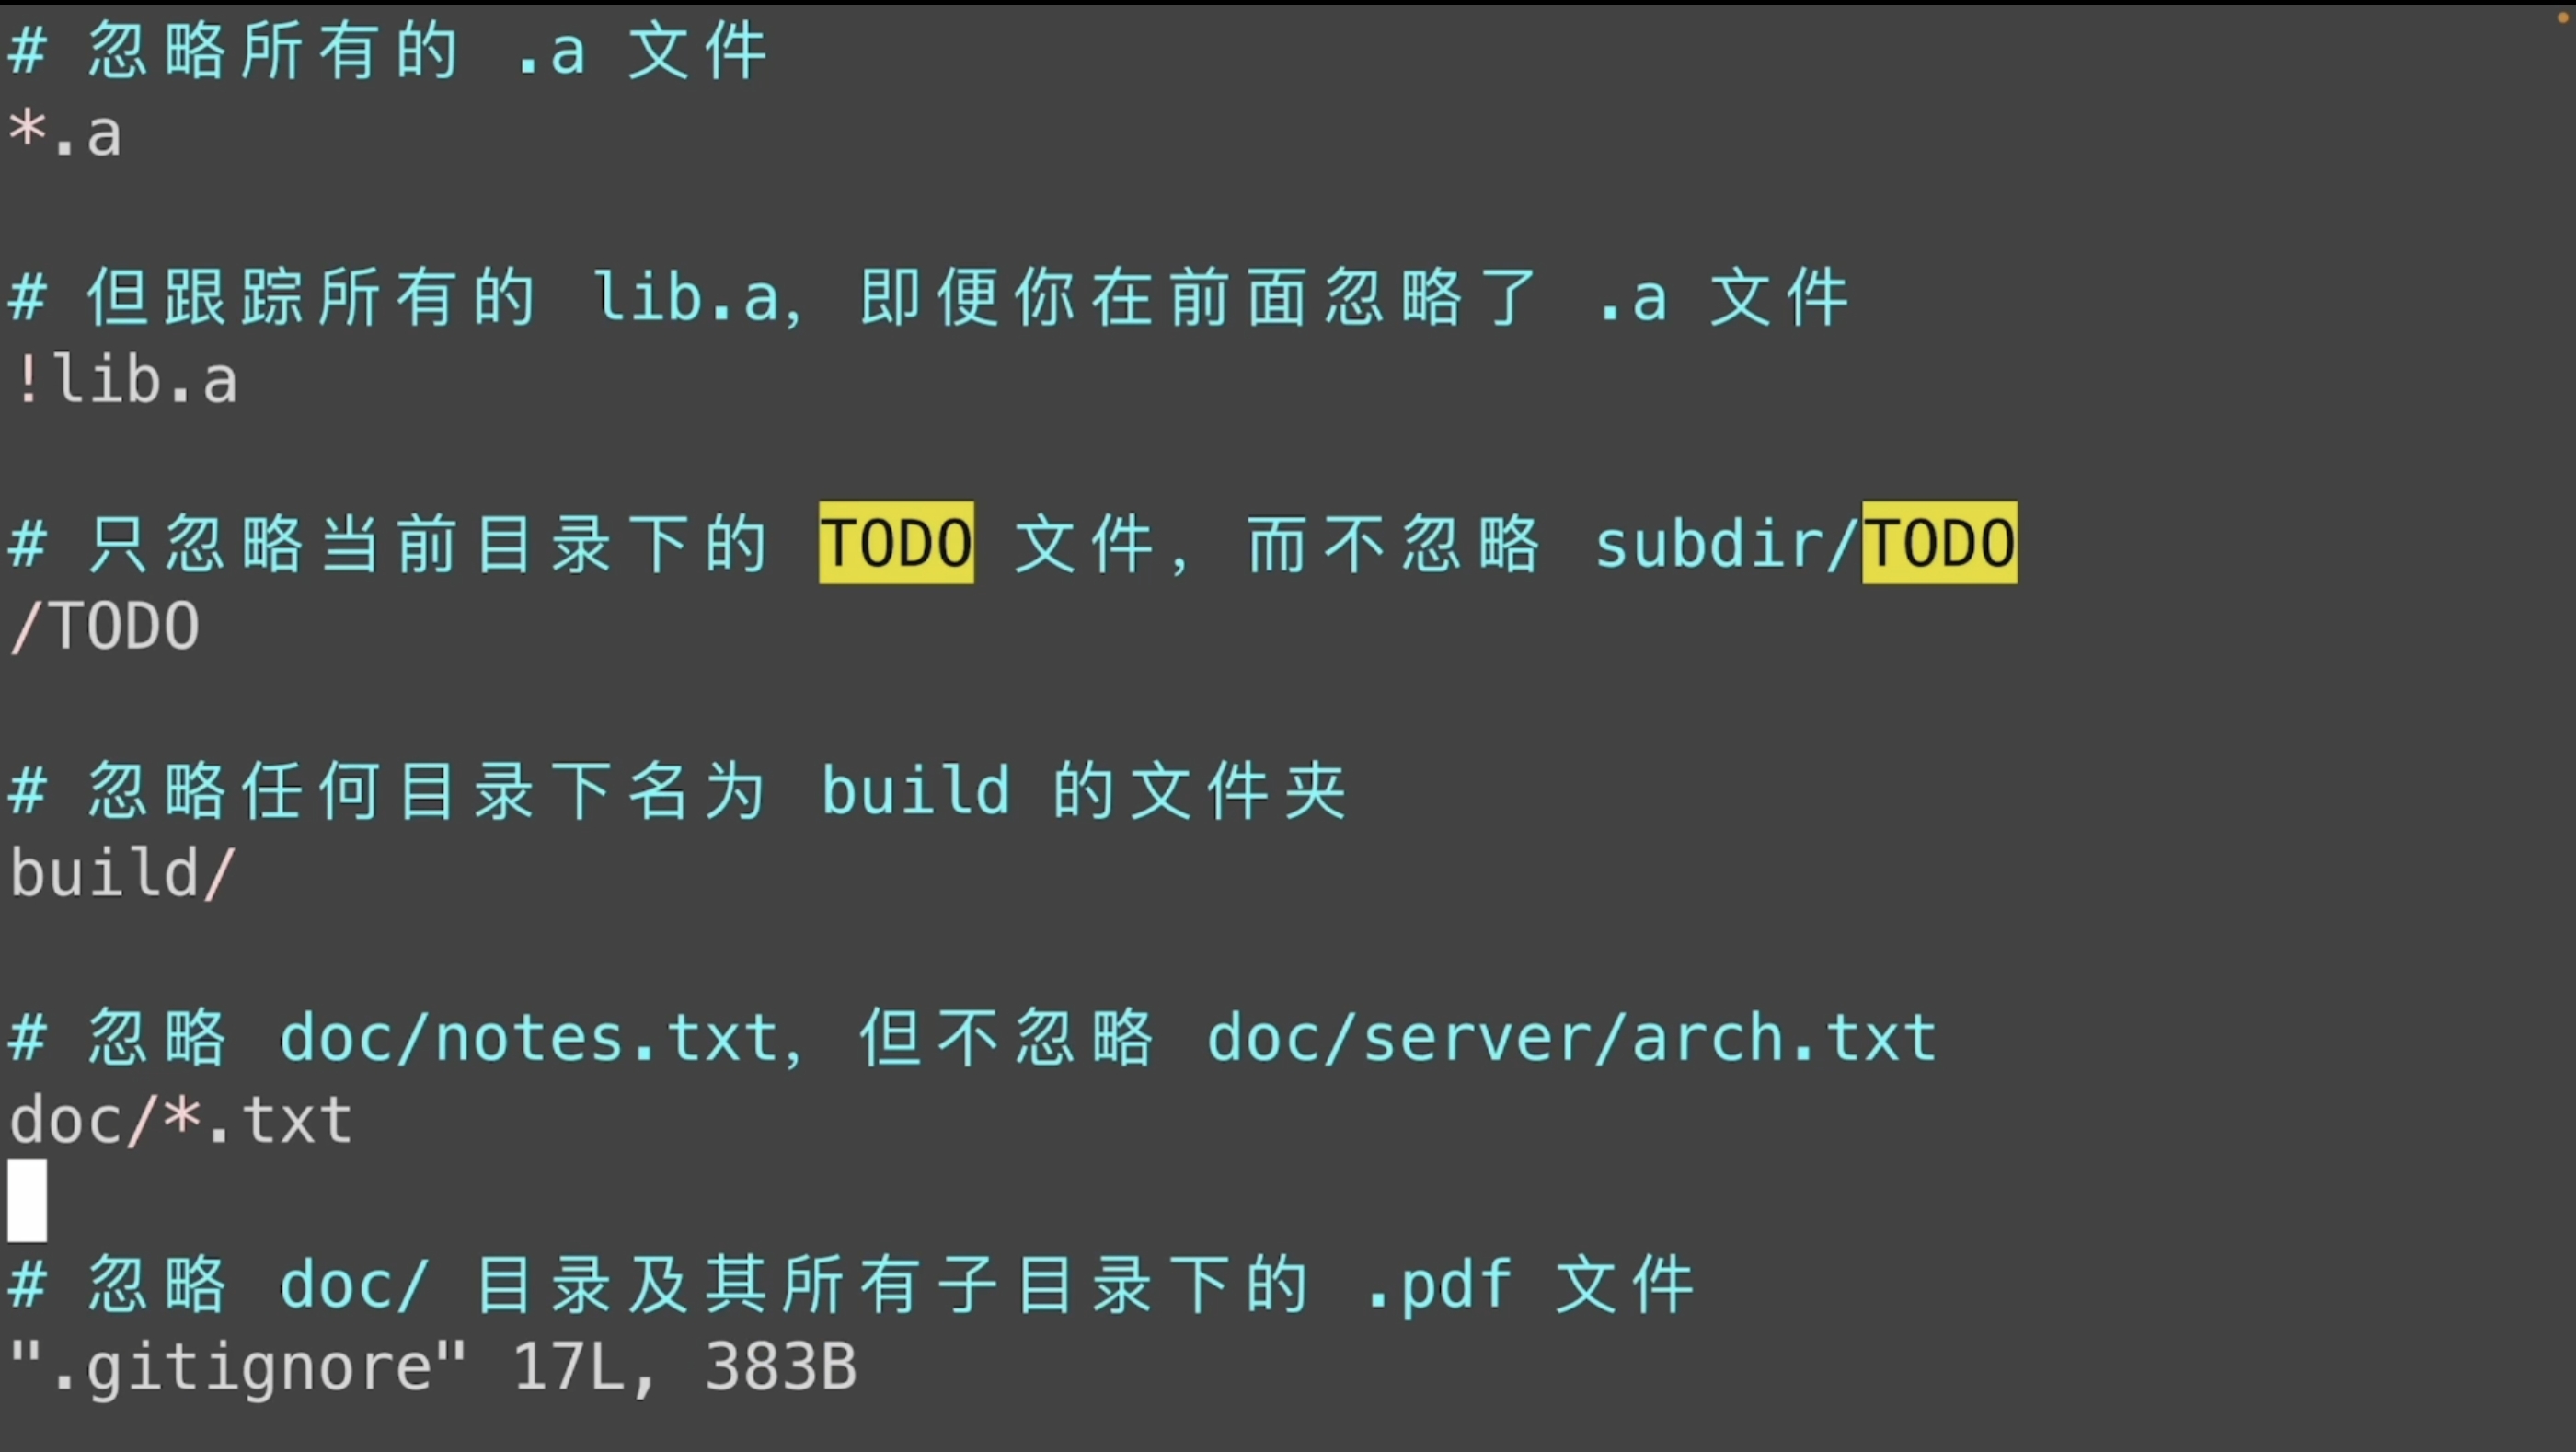 # 忽略所有的 .a 文件
*.a
# 但跟踪所有的 lib.a，即便你在前面忽略了 .a 文件
!lib.a
# 只忽略当前目录下的 TODO 文件，而不忽略 subdir/TODO
/TODO
# 忽略任何目录下名为 build 的文件夹
build/
# 忽略 doc/notes.txt，但不忽略 doc/server/arch.txt
doc/*.txt
# 忽略 doc/ 目录及其所有子目录下的 .pdf 文件
".gitignore" 17L, 383B